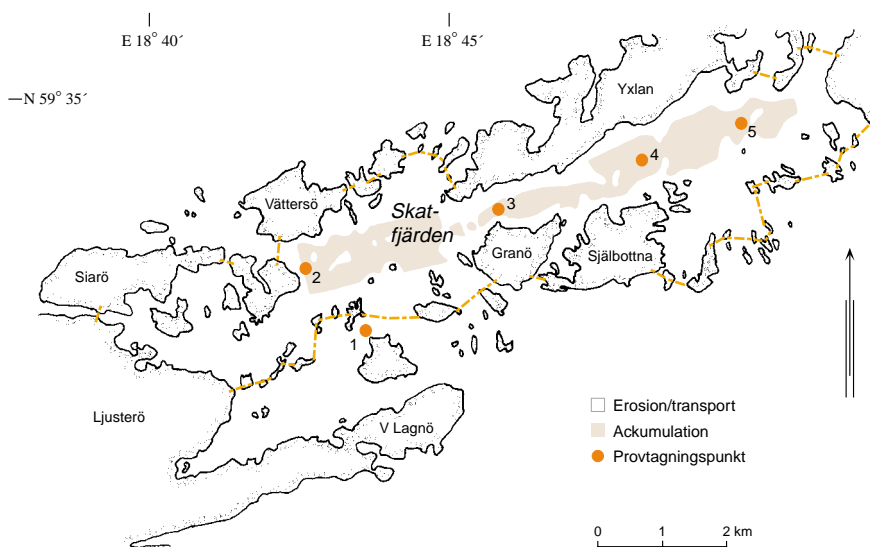 E 18° 40´
E 18° 45´
N 59° 35´
Yxlan
5
4
Vättersö
3
Skat-
fjärden
Granö
Själbottna
Siarö
2
1
Ljusterö
V Lagnö
Erosion/transport
Ackumulation
Provtagningspunkt
0 1 2 km